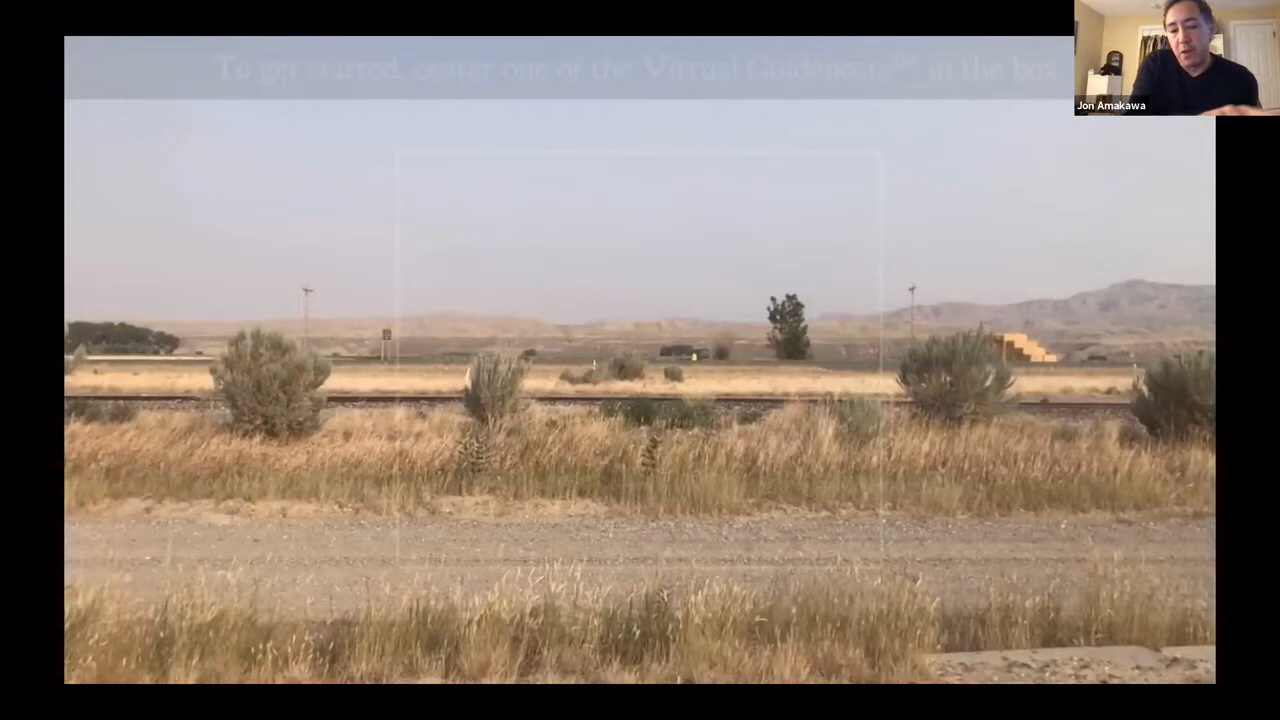 To get started, center one of the Virtual Guideposts™ in the box
Jon Amakawa